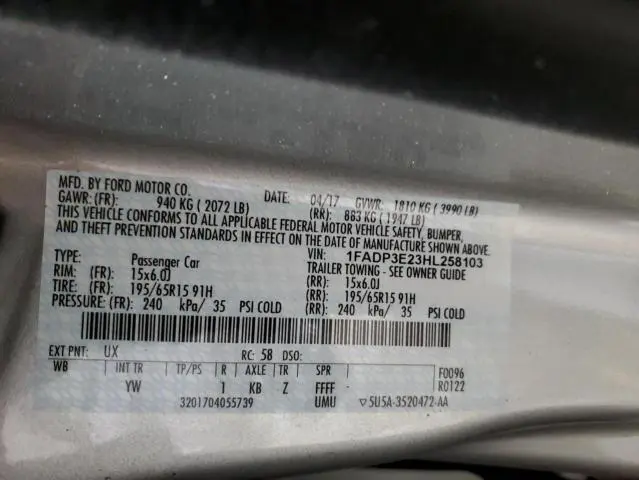 MFD. BY FORD MOTOR CO.
DATE: 04/17 GVWR: 1810 KG ( 3990 LB)
GAWR: (FR): 940 KG ( 2072 LB) (RR): 883 KG ( 1947 LB)
THIS VEHICLE CONFORMS TO ALL APPLICABLE FEDERAL MOTOR VEHICLE SAFETY, BUMPER,
AND THEFT PREVENTION STANDARDS IN EFFECT ON THE DATE OF MANUFACTURE SHOWN ABOVE.
VIN: 1FADP3E23HL258103
TYPE: Passenger Car TRAILER TOWING - SEE OWNER GUIDE
RIM: (FR) 15x6.0J (RR): 15x6.0J
TIRE: (FR) 195/65R15 91H (RR): 195/65R15 91H
PRESSURE: (FR) 240 kPa/ 35 PSI COLD (RR): 240 kPa/ 35 PSI COLD
EXT PNT: UX RC: 58 DSO:
WB INT TR TP/PS R AXLE TR SPR F0096
YW 1 KB Z FFFF R0122
3201704055739 UMU ▽5U5A-3520472-AA